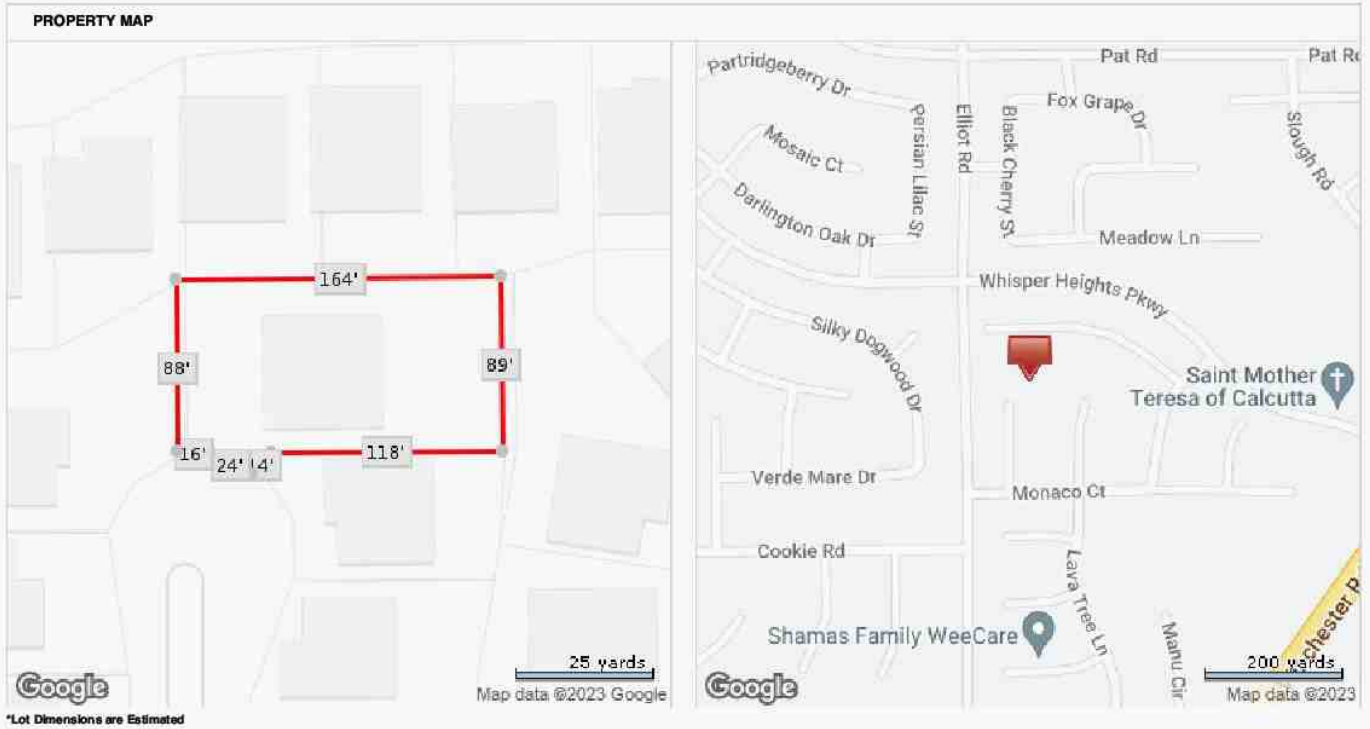 PROPERTY MAP
164'
88'
89'
16'
24'
118'
25 yards
Google
Map data ©2023 Google
Pat Rd
Partridgeberry Dr
Fox Grape Dr
Persian Lilac St
Elliot Rd
Black Cherry St
Slough Rd
Mosaic Ct
Darlington Oak Dr
Meadow Ln
Whisper Heights Pkwy
Silky Dogwood Dr
Saint Mother
Teresa of Calcutta
Verde Mare Dr
Monaco Ct
Cookie Rd
Lava Tree Ln
Shamas Family WeeCare
Manu Cir
200 yards
Google
Map data ©2023
*Lot Dimensions are Estimated